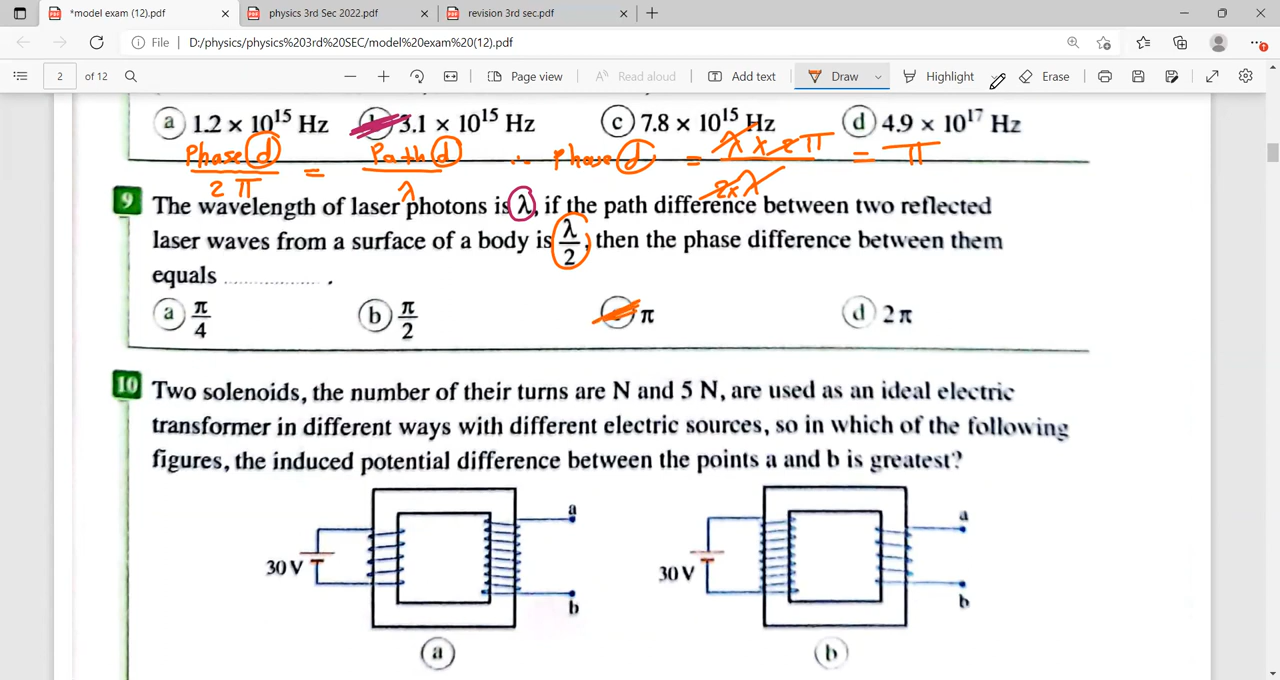 *model exam (12).pdf
physics 3rd Sec 2022.pdf
revision 3rd sec.pdf
File
D:/physics/physics%203rd%20SEC/model%20exam%20(12).pdf
2 of 12
Page view
Read aloud
Add text
Draw
Highlight
Erase
a 1.2 × 10¹⁵ Hz
3.1 × 10¹⁵ Hz
c 7.8 × 10¹⁵ Hz
d 4.9 × 10¹⁷ Hz
Phase d / 2 π = Path d / λ ∴ Phase d = λ × 2 π / 2 × λ = π
9 The wavelength of laser photons is λ, if the path difference between two reflected
laser waves from a surface of a body is λ/2, then the phase difference between them
equals ................... .
a π/4
b π/2
π
d 2 π
10 Two solenoids, the number of their turns are N and 5 N, are used as an ideal electric
transformer in different ways with different electric sources, so in which of the following
figures, the induced potential difference between the points a and b is greatest?
30 V
a
b
a
30 V
a
b
b